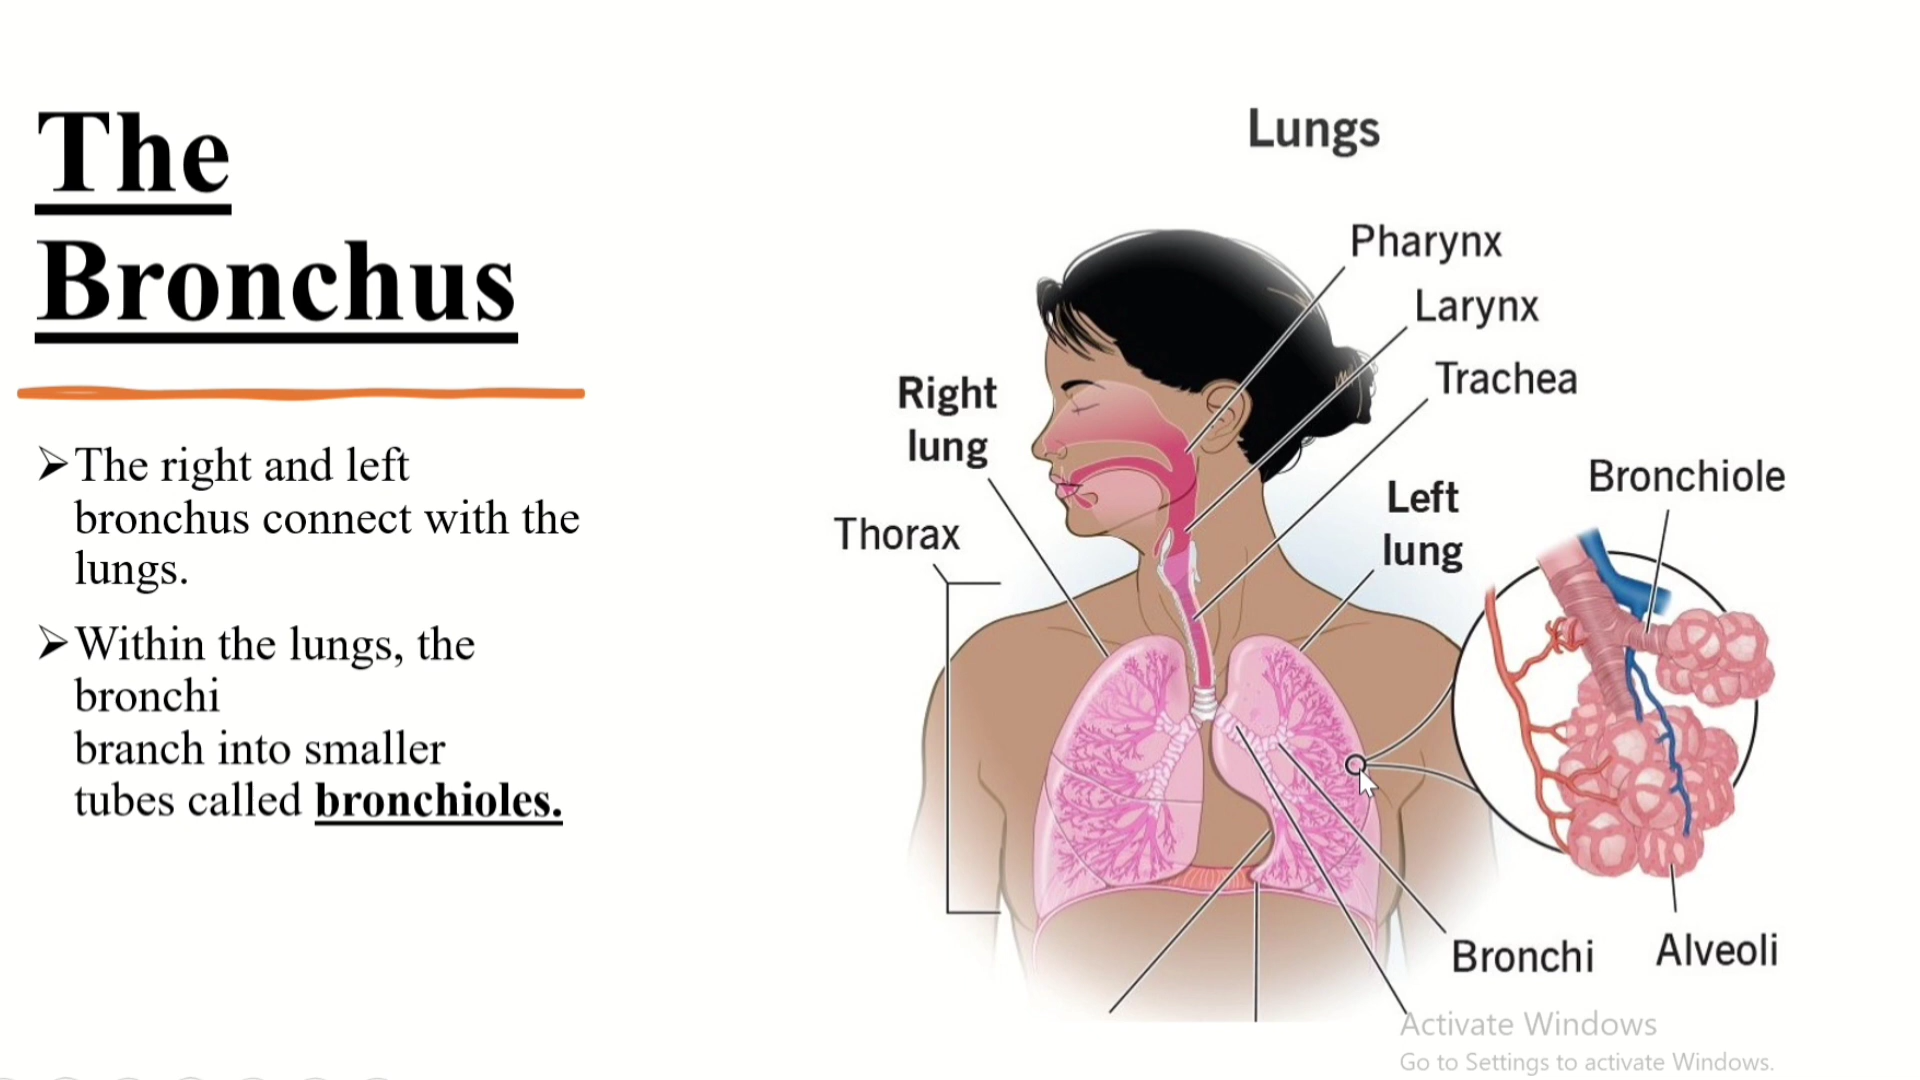 The
Bronchus
➢The right and left
bronchus connect with the
lungs.
➢Within the lungs, the
bronchi
branch into smaller
tubes called bronchioles.
Lungs
Pharynx
Larynx
Trachea
Right
lung
Thorax
Left
lung
Bronchiole
Bronchi
Alveoli
Activate Windows
Go to Settings to activate Windows.